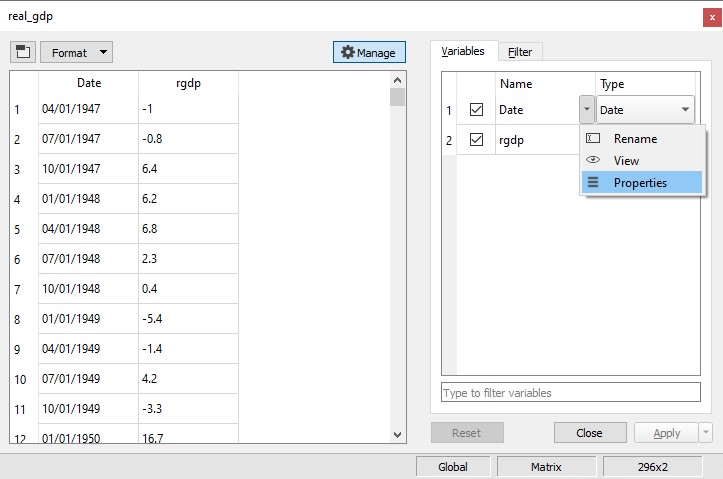 real_gdp
x
Format
Manage
Date rgdp
1 04/01/1947 -1
2 07/01/1947 -0.8
3 10/01/1947 6.4
4 01/01/1948 6.2
5 04/01/1948 6.8
6 07/01/1948 2.3
7 10/01/1948 0.4
8 01/01/1949 -5.4
9 04/01/1949 -1.4
10 07/01/1949 4.2
11 10/01/1949 -3.3
12 01/01/1950 16.7
Variables Filter
Name Type
1 Date Date
2 rgdp
Rename
View
Properties
Type to filter variables
Reset Close Apply
Global Matrix 296x2